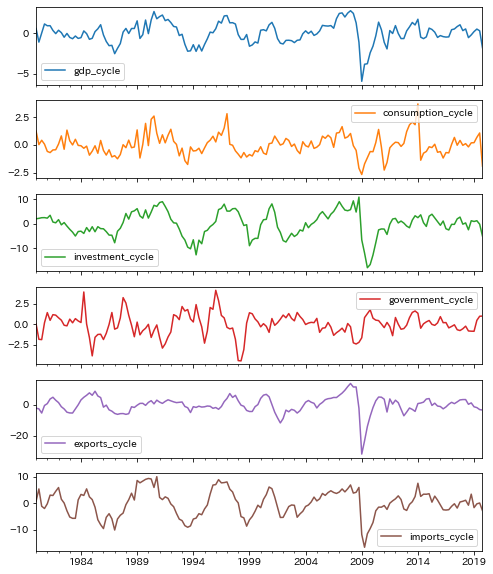 0
−5
gdp_cycle
2.5
0.0
−2.5
consumption_cycle
10
0
−10
investment_cycle
2.5
0.0
−2.5
government_cycle
0
−20
exports_cycle
10
0
−10
imports_cycle
1984 1989 1994 1999 2004 2009 2014 2019